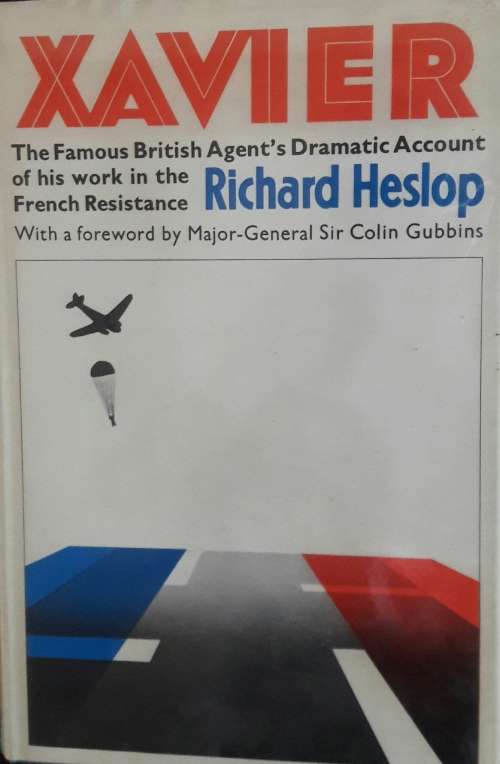 XAVIER
The Famous British Agent's Dramatic Account
of his work in the
French Resistance
Richard Heslop
With a foreword by Major-General Sir Colin Gubbins